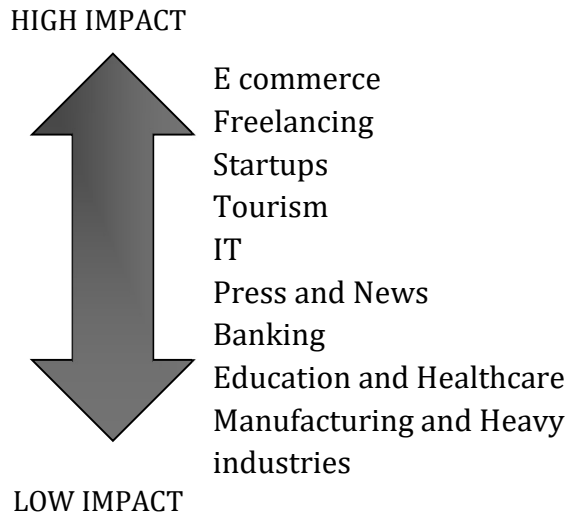 HIGH IMPACT
E commerce
Freelancing
Startups
Tourism
IT
Press and News
Banking
Education and Healthcare
Manufacturing and Heavy
industries
LOW IMPACT